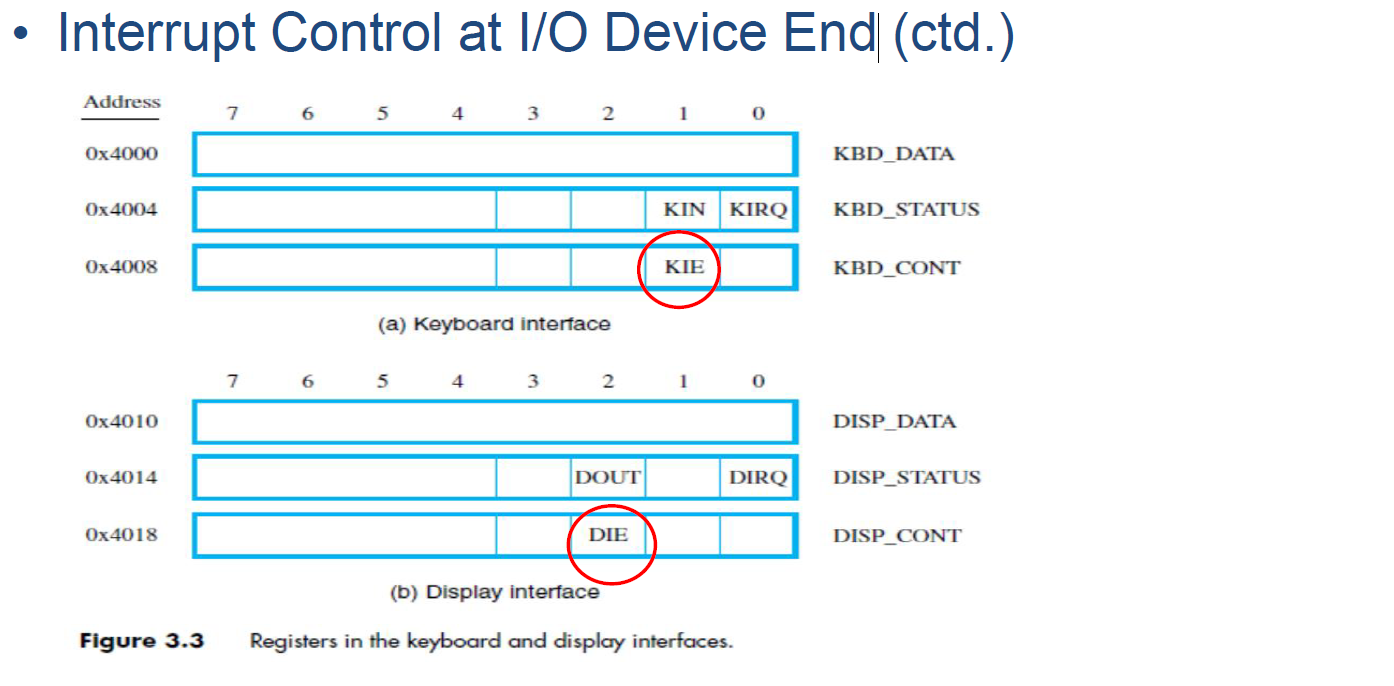 • Interrupt Control at I/O Device End (ctd.)
Address
7 6 5 4 3 2 1 0
0x4000 KBD_DATA
0x4004 KIN KIRQ KBD_STATUS
0x4008 KIE KBD_CONT
(a) Keyboard interface
7 6 5 4 3 2 1 0
0x4010 DISP_DATA
0x4014 DOUT DIRQ DISP_STATUS
0x4018 DIE DISP_CONT
(b) Display interface
Figure 3.3 Registers in the keyboard and display interfaces.